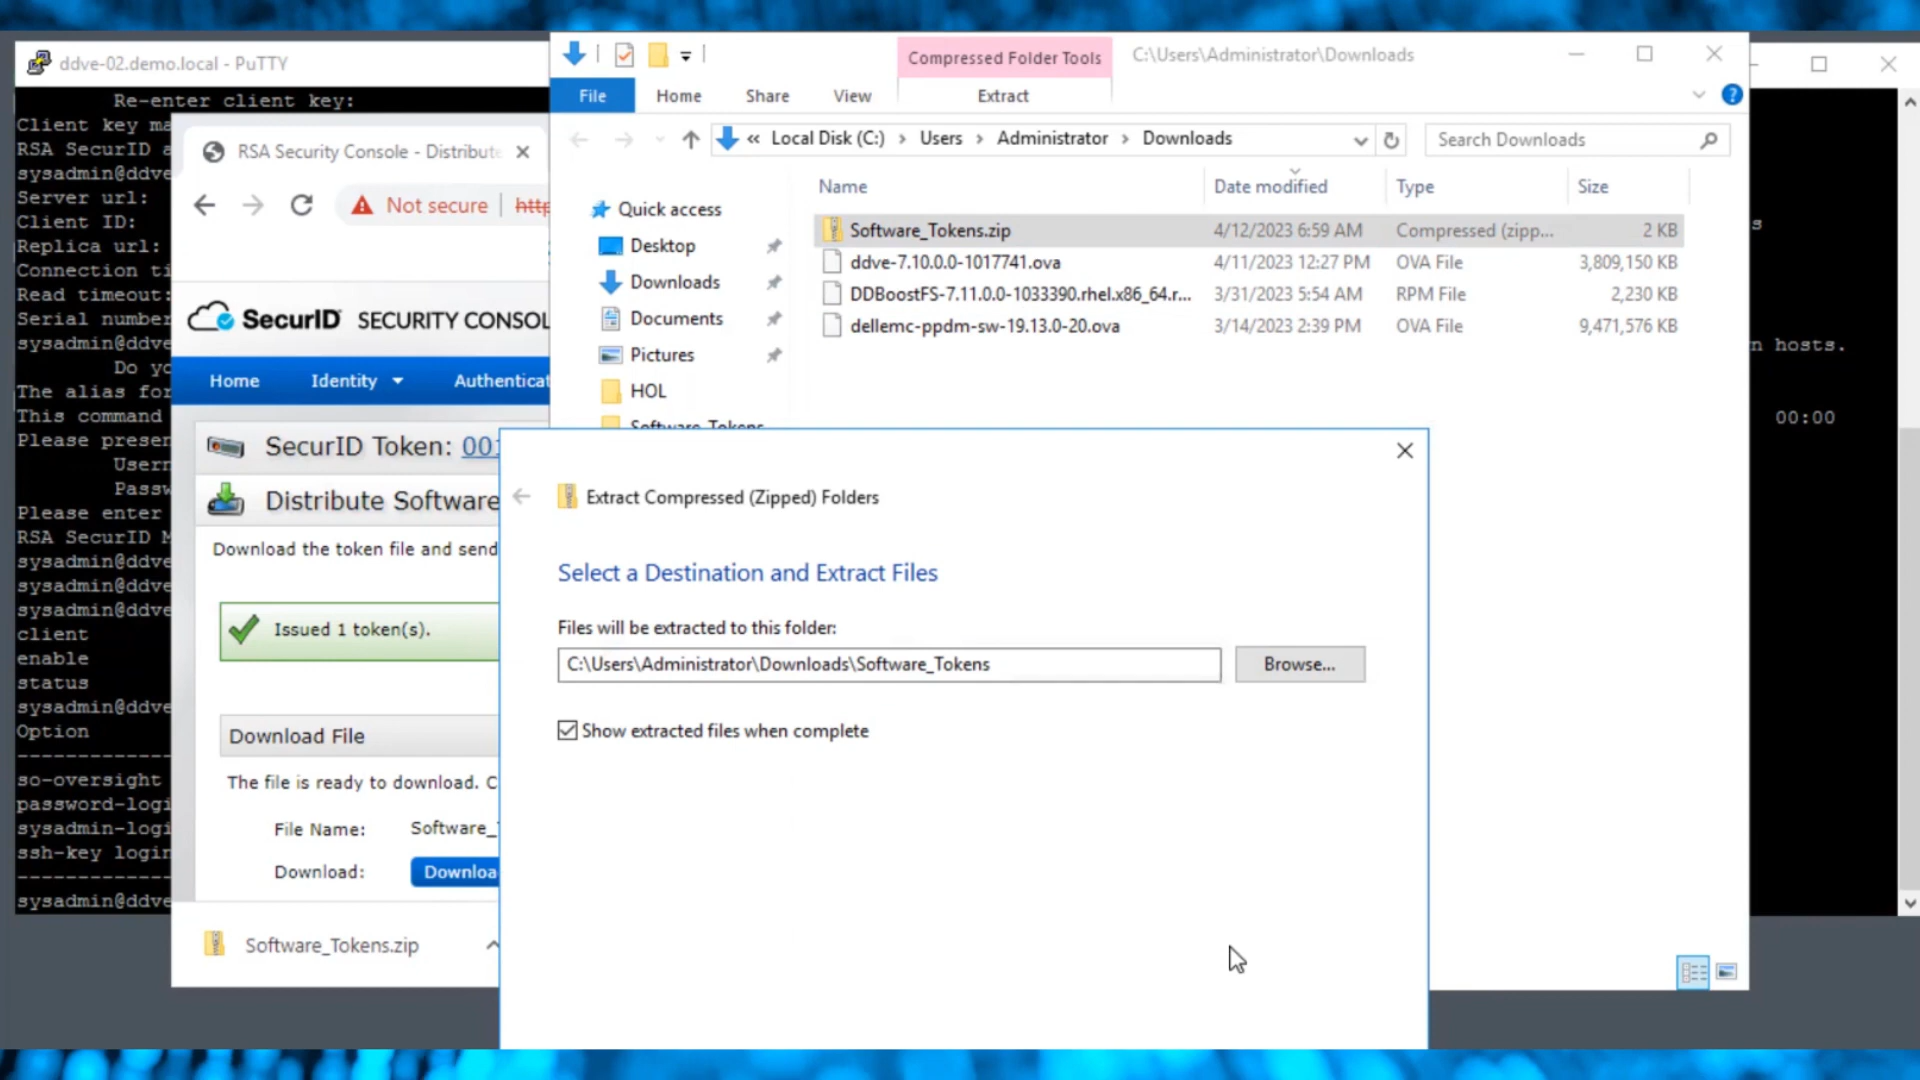 ddve-02.demo.local - PuTTY
Re-enter client key:
Client key ma
RSA SecurID a
sysadmin@ddve
Server url:
Client ID:
Replica url:
Connection ti
Read timeout:
Serial number
sysadmin@ddve
Do yo
The alias for
This command
Please presen
Usern
Passw
Please enter
RSA SecurID M
sysadmin@ddve
sysadmin@ddve
sysadmin@ddve
client
enable
status
sysadmin@ddve
Option
--------------
so-oversight
password-logi
sysadmin-logi
ssh-key login
--------------
sysadmin@ddve
s
n hosts.
00:00
RSA Security Console - Distribute
Not secure
http
SecurID SECURITY CONSOL
Home Identity Authenticat
SecurID Token: 001
Distribute Software
Download the token file and send
Issued 1 token(s).
Download File
The file is ready to download. C
File Name: Software_T
Download: Downloa
Software_Tokens.zip
Compressed Folder Tools C:\Users\Administrator\Downloads
File Home Share View Extract
« Local Disk (C:) Users Administrator Downloads Search Downloads
Name Date modified Type Size
Software_Tokens.zip 4/12/2023 6:59 AM Compressed (zipp... 2 KB
ddve-7.10.0.0-1017741.ova 4/11/2023 12:27 PM OVA File 3,809,150 KB
DDBoostFS-7.11.0.0-1033390.rhel.x86_64.r... 3/31/2023 5:54 AM RPM File 2,230 KB
dellemc-ppdm-sw-19.13.0-20.ova 3/14/2023 2:39 PM OVA File 9,471,576 KB
Quick access
Desktop
Downloads
Documents
Pictures
HOL
Software_Tokens
Extract Compressed (Zipped) Folders
Select a Destination and Extract Files
Files will be extracted to this folder:
C:\Users\Administrator\Downloads\Software_Tokens Browse...
Show extracted files when complete